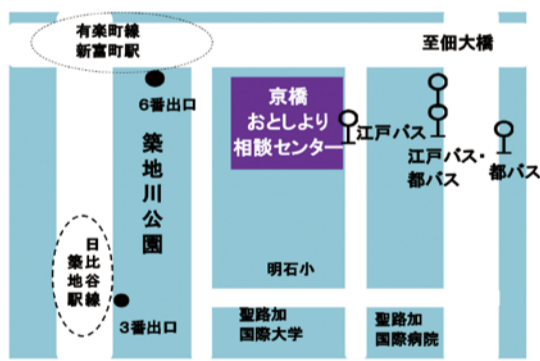 有楽町線
新富町駅
至佃大橋
6番出口
京橋
おとしより
相談センター
江戸バス
江戸バス・
都バス
都バス
築地川公園
日比谷線
築地駅
明石小
3番出口
聖路加
国際大学
聖路加
国際病院